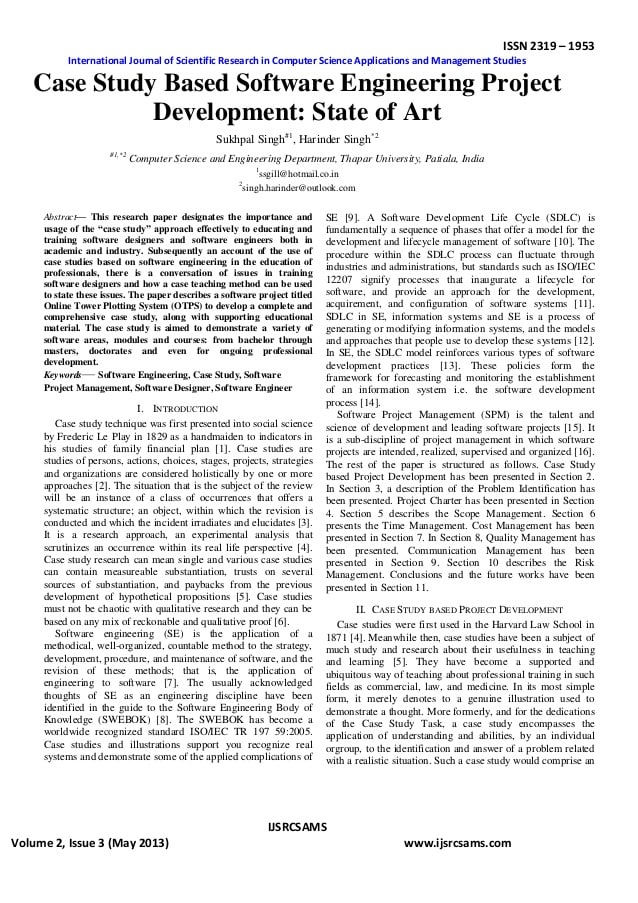 ISSN 2319 – 1953
International Journal of Scientific Research in Computer Science Applications and Management Studies
Case Study Based Software Engineering Project
Development: State of Art
Sukhpal Singh#1, Harinder Singh*2
#1,*2 Computer Science and Engineering Department, Thapar University, Patiala, India
1ssgill@hotmail.co.in
2singh.harinder@outlook.com
Abstract— This research paper designates the importance and
usage of the “case study” approach effectively to educating and
training software designers and software engineers both in
academic and industry. Subsequently an account of the use of
case studies based on software engineering in the education of
professionals, there is a conversation of issues in training
software designers and how a case teaching method can be used
to state these issues. The paper describes a software project titled
Online Tower Plotting System (OTPS) to develop a complete and
comprehensive case study, along with supporting educational
material. The case study is aimed to demonstrate a variety of
software areas, modules and courses: from bachelor through
masters, doctorates and even for ongoing professional
development.
Keywords— Software Engineering, Case Study, Software
Project Management, Software Designer, Software Engineer
I. INTRODUCTION
Case study technique was first presented into social science
by Frederic Le Play in 1829 as a handmaiden to indicators in
his studies of family financial plan [1]. Case studies are
studies of persons, actions, choices, stages, projects, strategies
and organizations are considered holistically by one or more
approaches [2]. The situation that is the subject of the review
will be an instance of a class of occurrences that offers a
systematic structure; an object, within which the revision is
conducted and which the incident irradiates and elucidates [3].
It is a research approach, an experimental analysis that
scrutinizes an occurrence within its real life perspective [4].
Case study research can mean single and various case studies
can contain measureable substantiation, trusts on several
sources of substantiation, and paybacks from the previous
development of hypothetical propositions [5]. Case studies
must not be chaotic with qualitative research and they can be
based on any mix of reckonable and qualitative proof [6].
Software engineering (SE) is the application of a
methodical, well-organized, countable method to the strategy,
development, procedure, and maintenance of software, and the
revision of these methods; that is, the application of
engineering to software [7]. The usually acknowledged
thoughts of SE as an engineering discipline have been
identified in the guide to the Software Engineering Body of
Knowledge (SWEBOK) [8]. The SWEBOK has become a
worldwide recognized standard ISO/IEC TR 197 59:2005.
Case studies and illustrations support you recognize real
systems and demonstrate some of the applied complications of
SE [9]. A Software Development Life Cycle (SDLC) is
fundamentally a sequence of phases that offer a model for the
development and lifecycle management of software [10]. The
procedure within the SDLC process can fluctuate through
industries and administrations, but standards such as ISO/IEC
12207 signify processes that inaugurate a lifecycle for
software, and provide an approach for the development,
acquirement, and configuration of software systems [11].
SDLC in SE, information systems and SE is a process of
generating or modifying information systems, and the models
and approaches that people use to develop these systems [12].
In SE, the SDLC model reinforces various types of software
development practices [13]. These policies form the
framework for forecasting and monitoring the establishment
of an information system i.e. the software development
process [14].
Software Project Management (SPM) is the talent and
science of development and leading software projects [15]. It
is a sub-discipline of project management in which software
projects are intended, realized, supervised and organized [16].
The rest of the paper is structured as follows. Case Study
based Project Development has been presented in Section 2.
In Section 3, a description of the Problem Identification has
been presented. Project Charter has been presented in Section
4. Section 5 describes the Scope Management. Section 6
presents the Time Management. Cost Management has been
presented in Section 7. In Section 8, Quality Management has
been presented. Communication Management has been
presented in Section 9. Section 10 describes the Risk
Management. Conclusions and the future works have been
presented in Section 11.
II. CASE STUDY BASED PROJECT DEVELOPMENT
Case studies were first used in the Harvard Law School in
1871 [4]. Meanwhile then, case studies have been a subject of
much study and research about their usefulness in teaching
and learning [5]. They have become a supported and
ubiquitous way of teaching about professional training in such
fields as commercial, law, and medicine. In its most simple
form, it merely denotes to a genuine illustration used to
demonstrate a theme. More formerly, and for the dedications
of the Case Study Task, a case study encompasses the
application of understanding and abilities, by an individual
orgroup, to the identification and answer of a problem related
with a realistic situation. Such a case study would comprise an
IJSRCSAMS
Volume 2, Issue 3 (May 2013) www.ijsrcsams.com